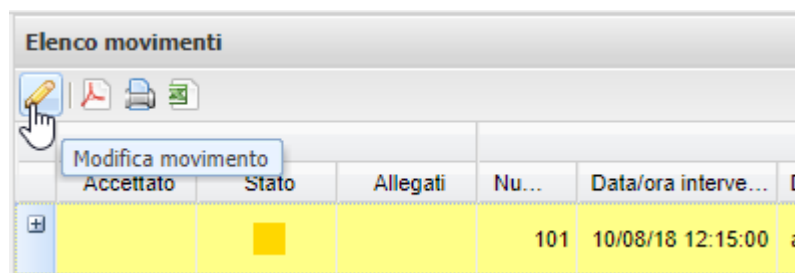 Elenco movimenti
Modifica movimento
Accettato Stato Allegati Nu... Data/ora interve...
101 10/08/18 12:15:00